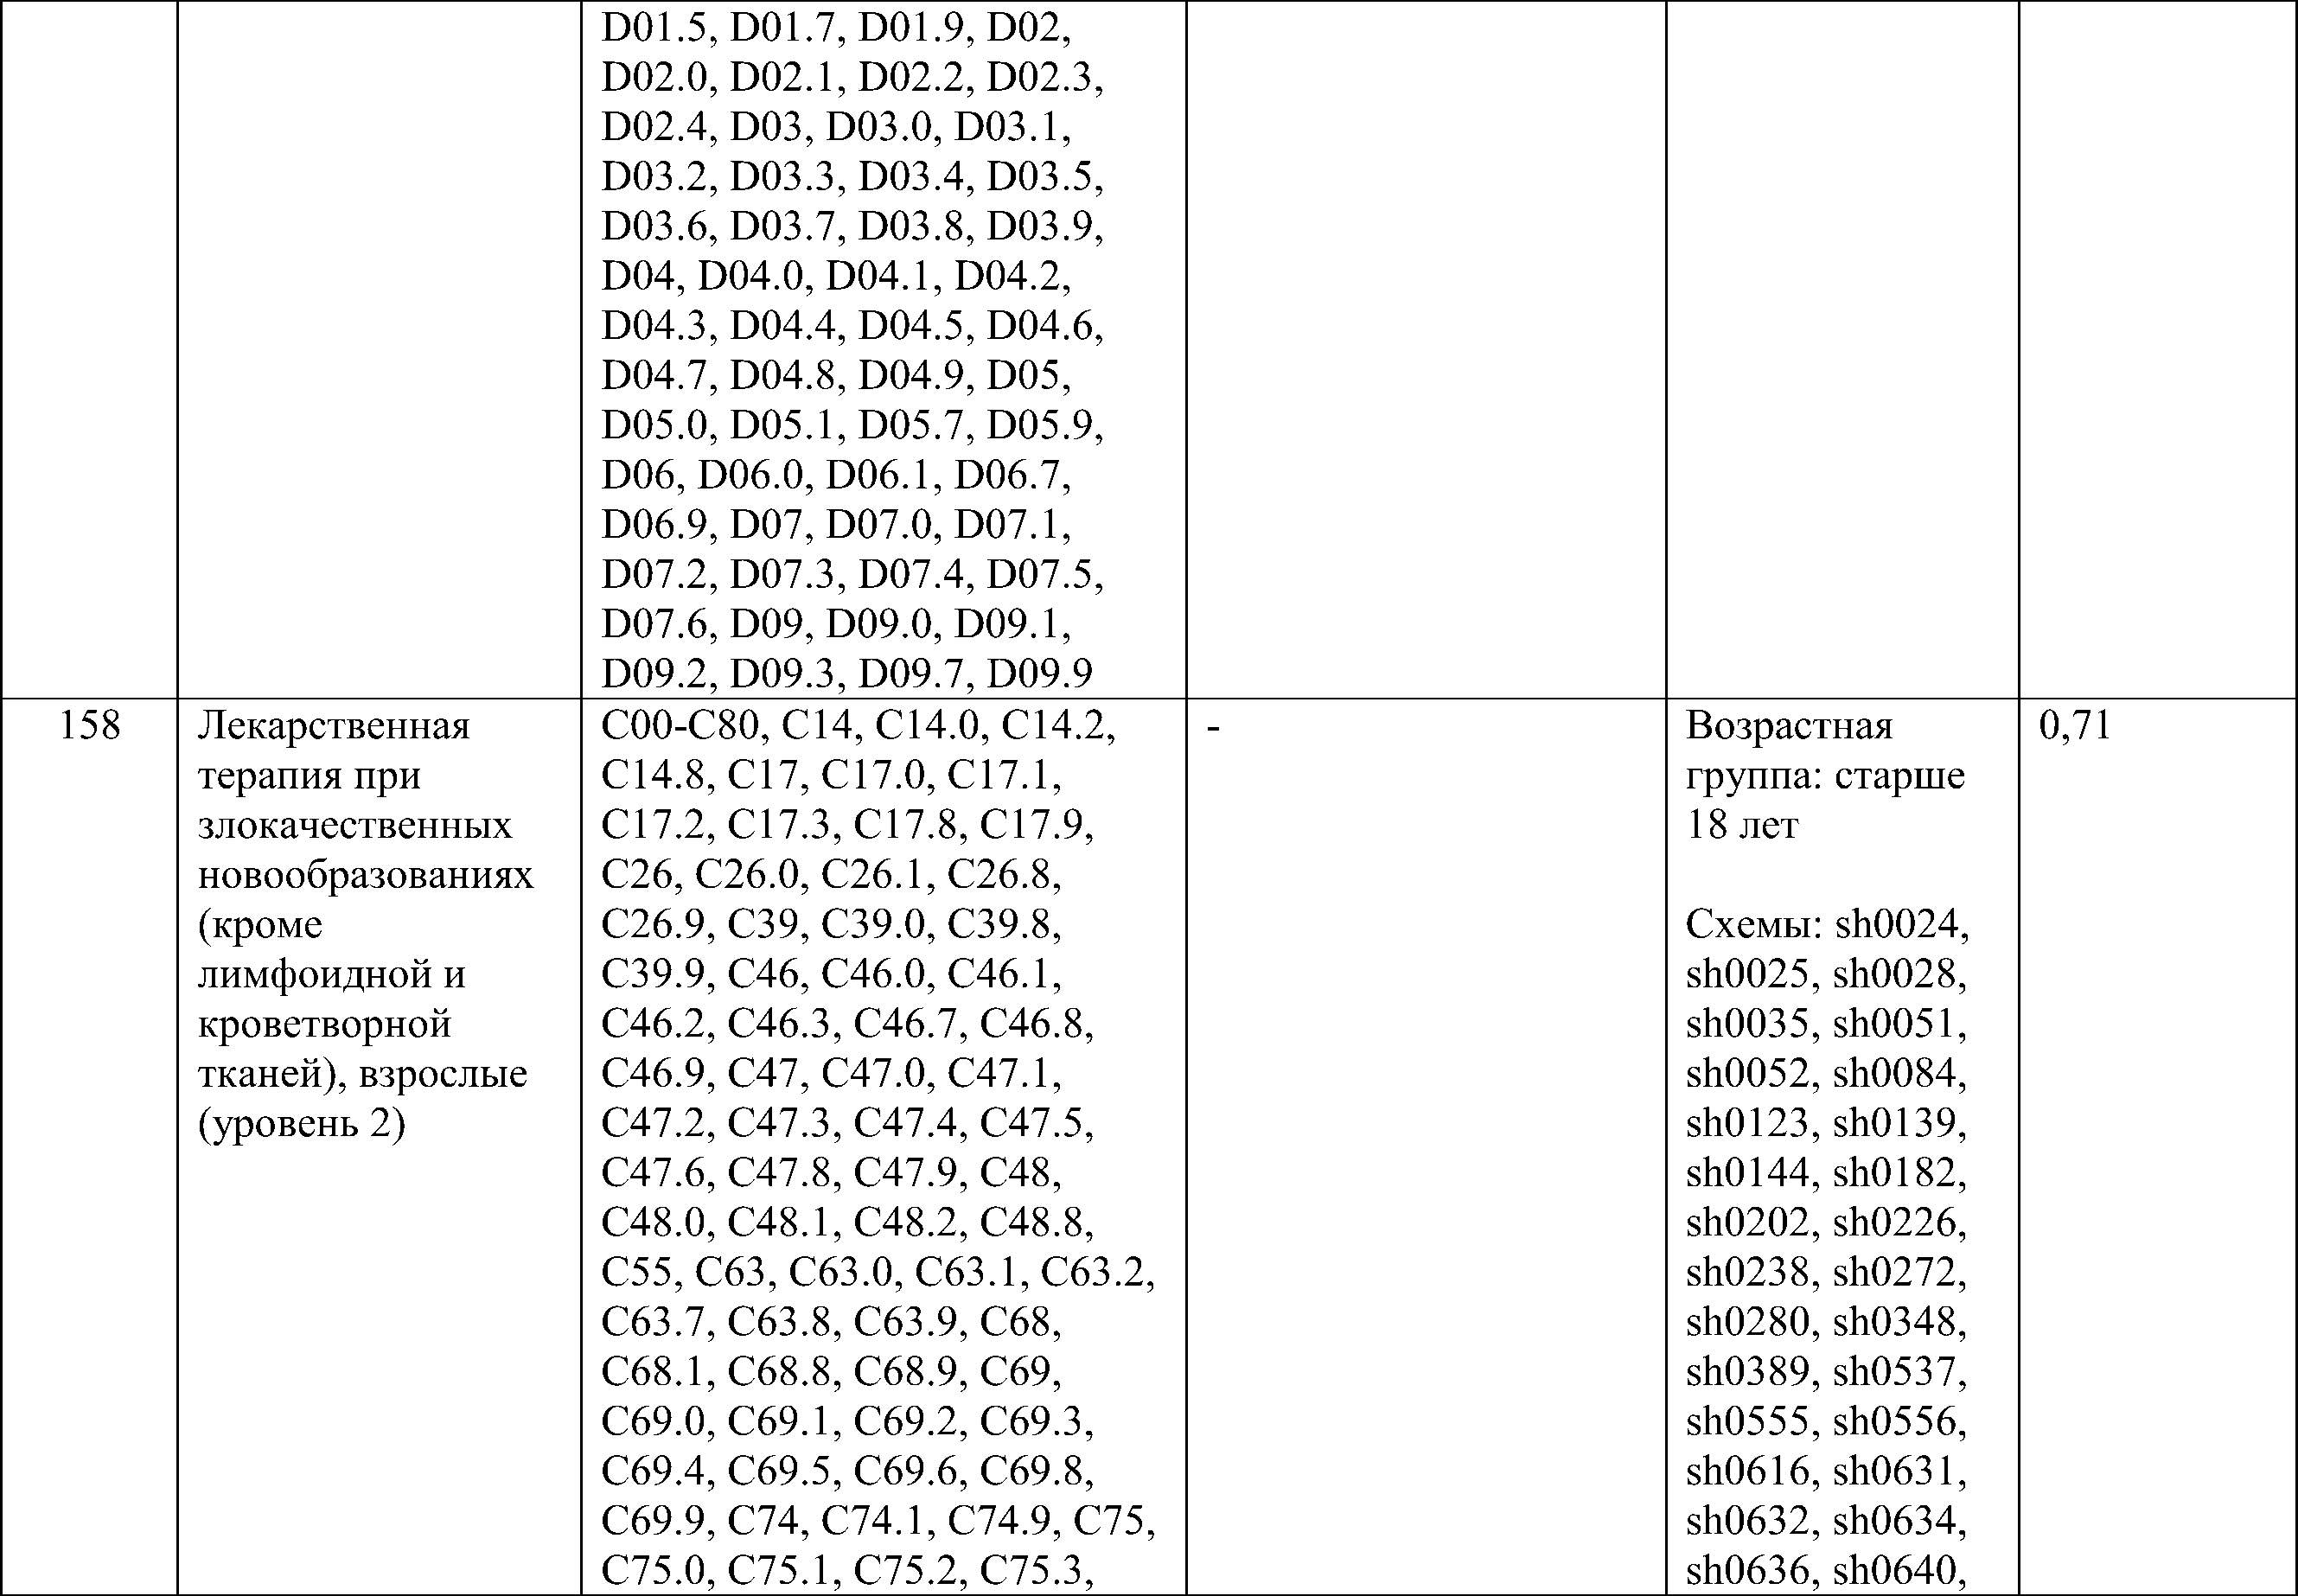 D01.5, D01.7, D01.9, D02,
D02.0, D02.1, D02.2, D02.3,
D02.4, D03, D03.0, D03.1,
D03.2, D03.3, D03.4, D03.5,
D03.6, D03.7, D03.8, D03.9,
D04, D04.0, D04.1, D04.2,
D04.3, D04.4, D04.5, D04.6,
D04.7, D04.8, D04.9, D05,
D05.0, D05.1, D05.7, D05.9,
D06, D06.0, D06.1, D06.7,
D06.9, D07, D07.0, D07.1,
D07.2, D07.3, D07.4, D07.5,
D07.6, D09, D09.0, D09.1,
D09.2, D09.3, D09.7, D09.9
158
Лекарственная
терапия при
злокачественных
новообразованиях
(кроме
лимфоидной и
кроветворной
тканей), взрослые
(уровень 2)
C00-C80, C14, C14.0, C14.2,
C14.8, C17, C17.0, C17.1,
C17.2, C17.3, C17.8, C17.9,
C26, C26.0, C26.1, C26.8,
C26.9, C39, C39.0, C39.8,
C39.9, C46, C46.0, C46.1,
C46.2, C46.3, C46.7, C46.8,
C46.9, C47, C47.0, C47.1,
C47.2, C47.3, C47.4, C47.5,
C47.6, C47.8, C47.9, C48,
C48.0, C48.1, C48.2, C48.8,
C55, C63, C63.0, C63.1, C63.2,
C63.7, C63.8, C63.9, C68,
C68.1, C68.8, C68.9, C69,
C69.0, C69.1, C69.2, C69.3,
C69.4, C69.5, C69.6, C69.8,
C69.9, C74, C74.1, C74.9, C75,
C75.0, C75.1, C75.2, C75.3,
-
Возрастная
группа: старше
18 лет
Схемы: sh0024,
sh0025, sh0028,
sh0035, sh0051,
sh0052, sh0084,
sh0123, sh0139,
sh0144, sh0182,
sh0202, sh0226,
sh0238, sh0272,
sh0280, sh0348,
sh0389, sh0537,
sh0555, sh0556,
sh0616, sh0631,
sh0632, sh0634,
sh0636, sh0640,
0,71